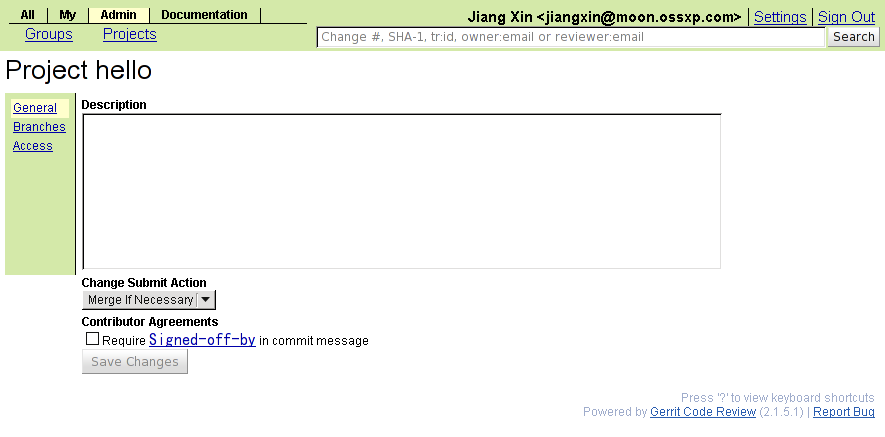 All My Admin Documentation
Jiang Xin <jiangxin@moon.ossxp.com> Settings Sign Out
Groups Projects
Change #, SHA-1, tr:id, owner:email or reviewer:email Search
Project hello
General
Branches
Access
Description
Change Submit Action
Merge If Necessary
Contributor Agreements
Require Signed-off-by in commit message
Save Changes
Press '?' to view keyboard shortcuts
Powered by Gerrit Code Review (2.1.5.1) | Report Bug